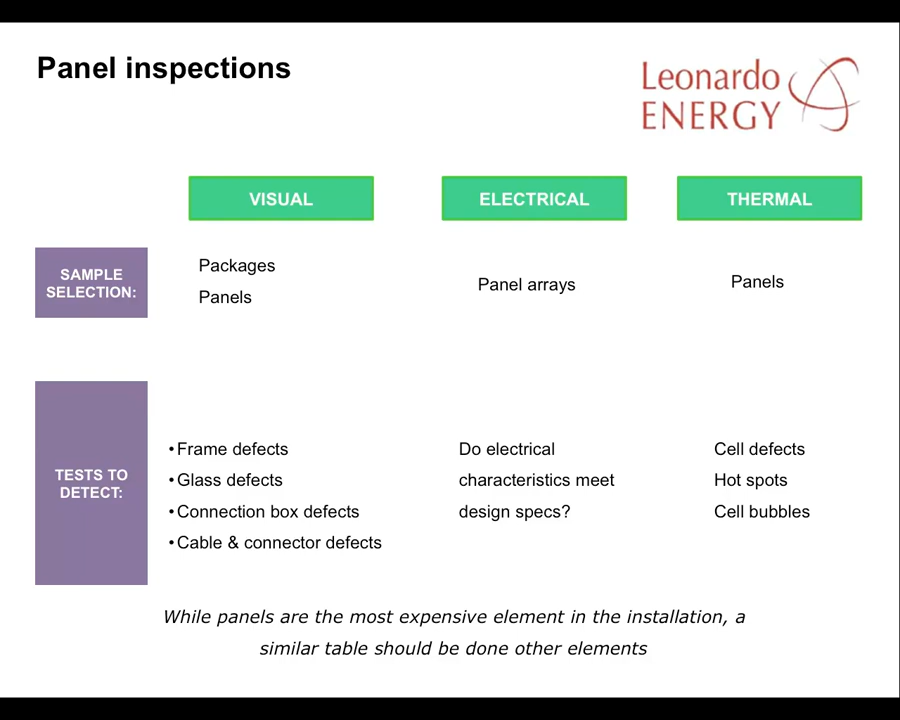 Panel inspections
Leonardo
ENERGY
VISUAL
ELECTRICAL
THERMAL
SAMPLE
SELECTION:
Packages
Panels
Panel arrays
Panels
TESTS TO
DETECT:
•Frame defects
•Glass defects
•Connection box defects
•Cable & connector defects
Do electrical
characteristics meet
design specs?
Cell defects
Hot spots
Cell bubbles
While panels are the most expensive element in the installation, a
similar table should be done other elements